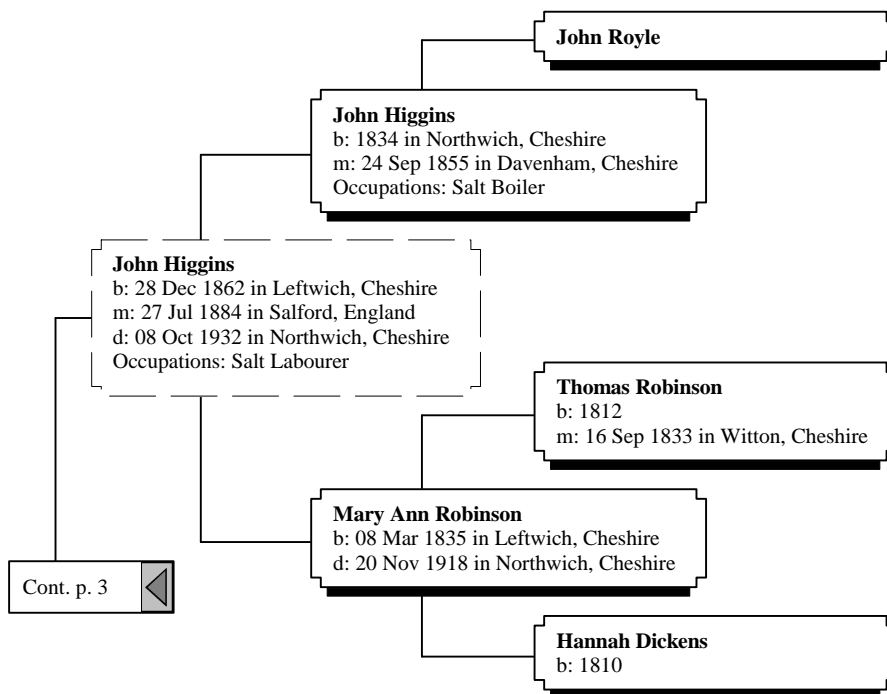 John Royle
John Higgins
b: 1834 in Northwich, Cheshire
m: 24 Sep 1855 in Davenham, Cheshire
Occupations: Salt Boiler
John Higgins
b: 28 Dec 1862 in Leftwich, Cheshire
m: 27 Jul 1884 in Salford, England
d: 08 Oct 1932 in Northwich, Cheshire
Occupations: Salt Labourer
Thomas Robinson
b: 1812
m: 16 Sep 1833 in Witton, Cheshire
Mary Ann Robinson
b: 08 Mar 1835 in Leftwich, Cheshire
d: 20 Nov 1918 in Northwich, Cheshire
Cont. p. 3
Hannah Dickens
b: 1810